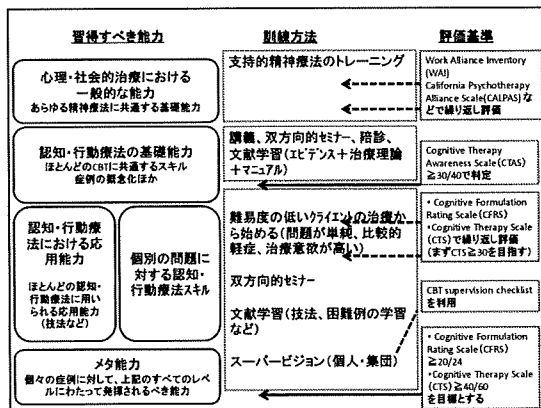 習得すべき能力
訓練方法
評価基準
心理・社会的治療における
一般的な能力
あらゆる精神療法に共通する基礎能力
支持的精神療法のトレーニング
Work Alliance Inventory
(WAI)
California Psychotherapy
Alliance Scale(CALPAS)な
どで繰り返し評価
認知・行動療法の基礎能力
ほとんどのCBTに共通するスキル
症例の概念化ほか
講義、双方向的セミナー、陪診、
文献学習(エビデンス+治療理論
+マニュアル)
Cognitive Therapy
Awareness Scale(CTAS)
≧30/40で判定
認知・行動療
法における応
用能力
ほとんどの認知・
行動療法に用い
られる応用能力
(技法など)
個別の問題に
対する認知・
行動療法スキル
難易度の低いクライエントの治療か
ら始める(問題が単純、比較的
軽症、治療意欲が高い)
双方向的セミナー
文献学習(技法、困難例の学習
など)
スーパービジョン(個人・集団)
・Cognitive Formulation
Rating Scale (CFRS)
・Cognitive Therapy Scale
(CTS)で繰り返し評価
(まずCTS≧30を目指す)
CBT supervision checklist
を利用
メタ能力
個々の症例に対して、上記のすべてのレベ
ルにわたって発揮されるべき能力
・Cognitive Formulation
Rating Scale (CFRS)
≧20/24
・Cognitive Therapy Scale
(CTS)≧40/60
を目標とする